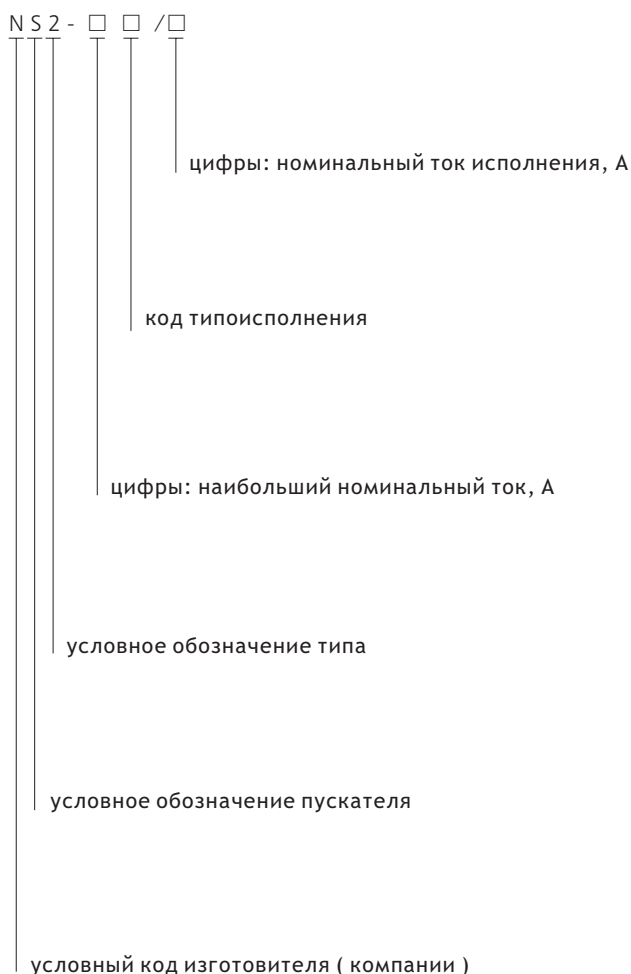 NS2- □ □ /□
цифры: номинальный ток исполнения, А
код типоисполнения
цифры: наибольший номинальный ток, А
условное обозначение типа
условное обозначение пускателя
условный код изготовителя ( компании )